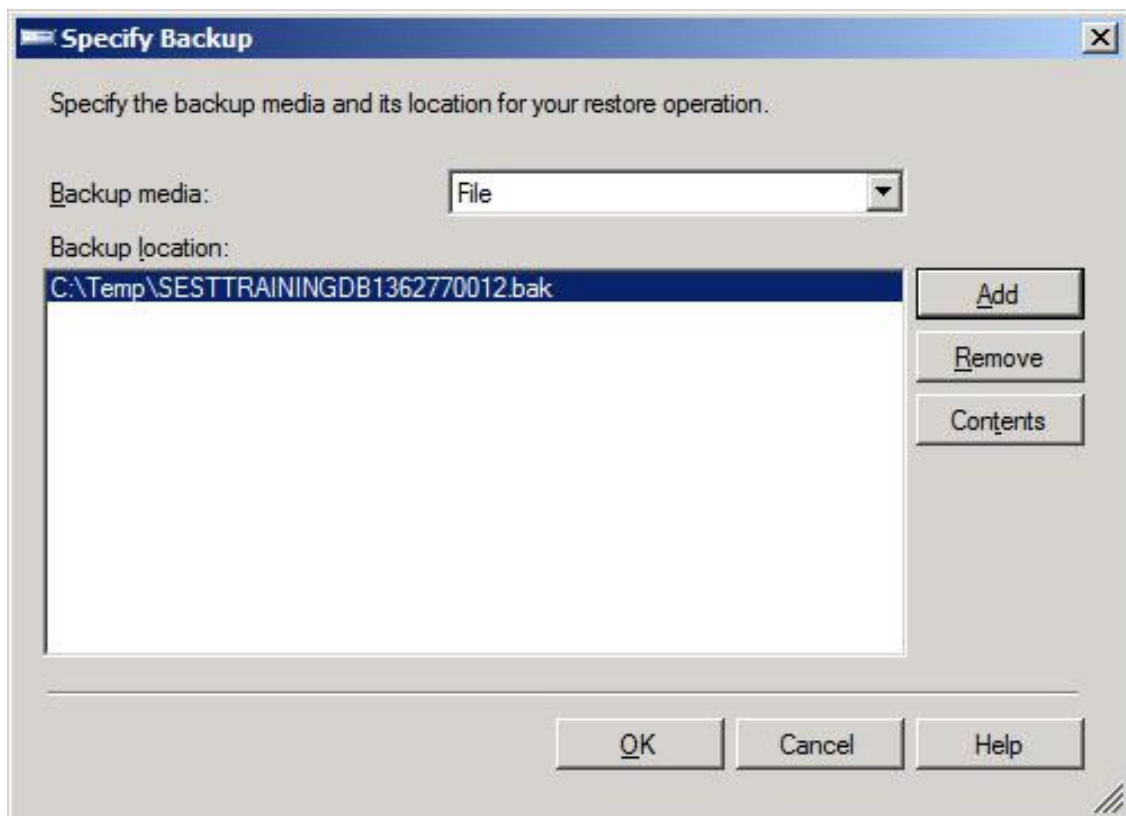 Specify Backup
Specify the backup media and its location for your restore operation.
Backup media:
File
Backup location:
C:\Temp\SESTTRAININGDB1362770012.bak
Add
Remove
Contents
OK
Cancel
Help